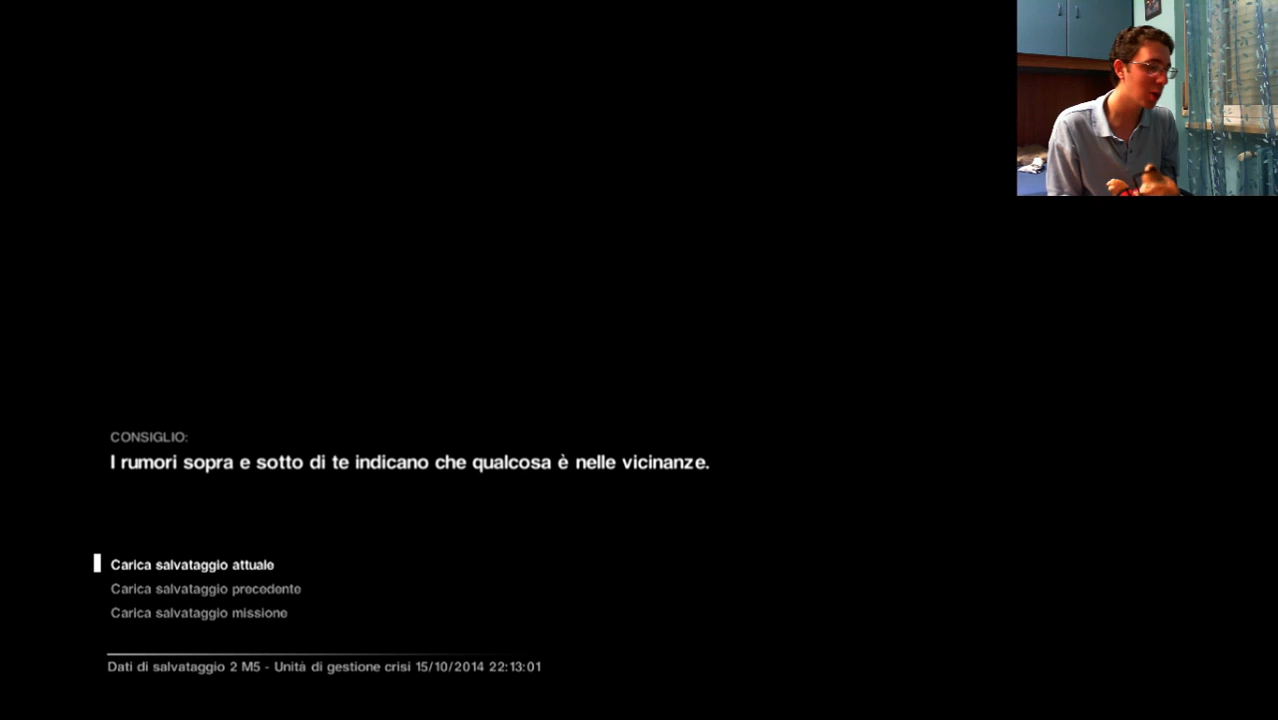 CONSIGLIO:
I rumori sopra e sotto di te indicano che qualcosa è nelle vicinanze.
Carica salvataggio attuale
Carica salvataggio precedente
Carica salvataggio missione
Dati di salvataggio 2 M5 - Unità di gestione crisi 15/10/2014 22:13:01